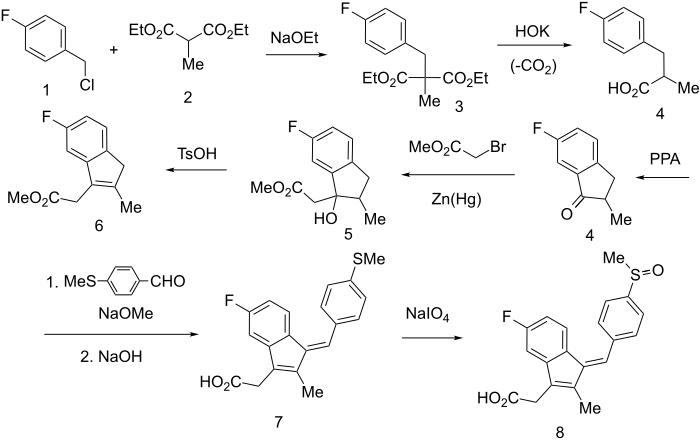 F
Cl
1
+
EtO₂C CO₂Et
Me
2
NaOEt
F
EtO₂C CO₂Et
Me
3
HOK
(-CO₂)
F
HO₂C Me
4
F
MeO₂C
Me
6
TsOH
F
MeO₂C
HO Me
5
MeO₂C Br
Zn(Hg)
F
O
Me
4
PPA
1. MeS CHO
NaOMe
2. NaOH
SMe
F
HO₂C Me
7
NaIO₄
Me
S=O
F
HO₂C Me
8